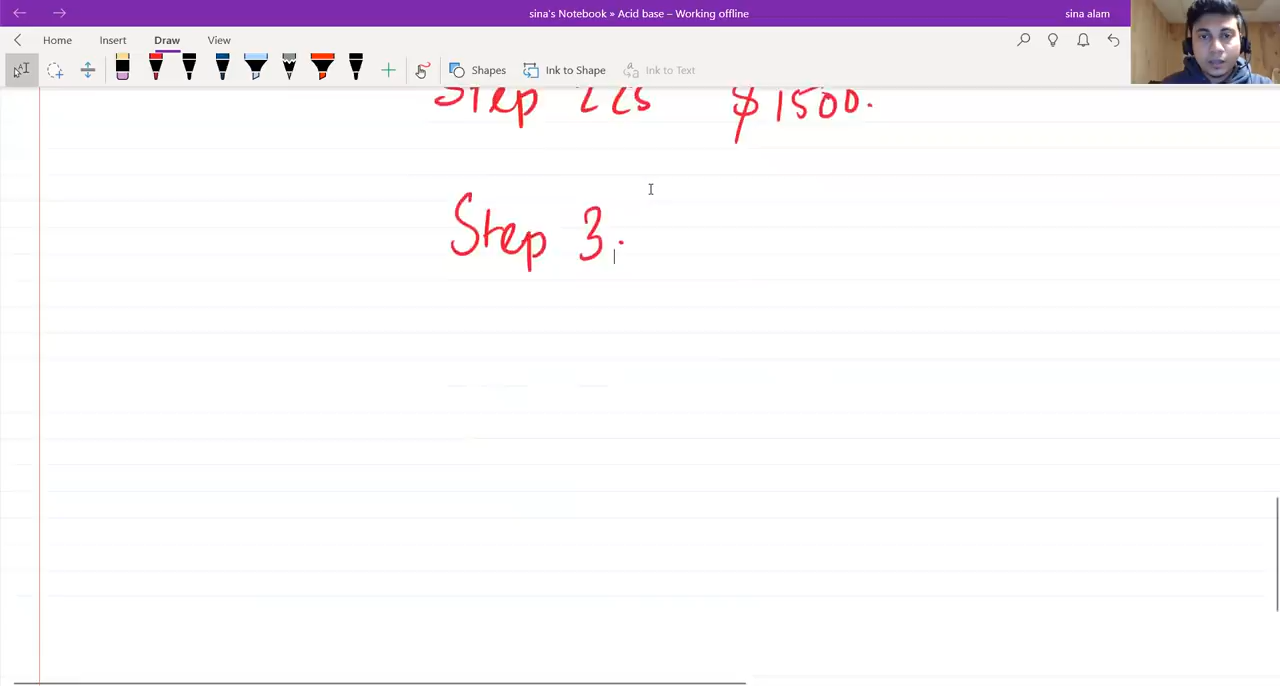 sina's Notebook » Acid base – Working offline
sina alam
Home Insert Draw View
Shapes Ink to Shape Ink to Text
Step 2 CS $1500.
Step 3.